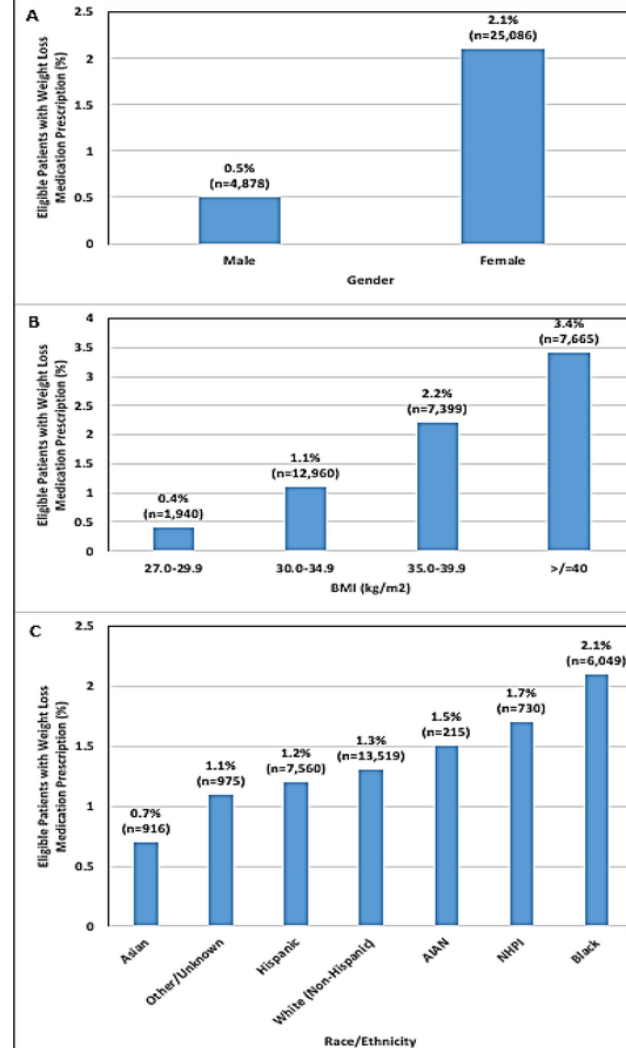 A
Eligible Patients with Weight Loss
Medication Prescription (%)
2.5
2
1.5
1
0.5
0
2.1%
(n=25,086)
0.5%
(n=4,878)
Male
Female
Gender
B
Eligible Patients with Weight Loss
Medication Prescription (%)
4
3.5
3
2.5
2
1.5
1
0.5
0
3.4%
(n=7,665)
2.2%
(n=7,399)
1.1%
(n=12,960)
0.4%
(n=1,940)
27.0-29.9
30.0-34.9
35.0-39.9
>/=40
BMI (kg/m2)
C
Eligible Patients with Weight Loss
Medication Prescription (%)
2.5
2
1.5
1
0.5
0
0.7%
(n=916)
1.1%
(n=975)
1.2%
(n=7,560)
1.3%
(n=13,519)
1.5%
(n=215)
1.7%
(n=730)
2.1%
(n=6,049)
Asian
Other/Unknown
Hispanic
White (Non-Hispanic)
AIAN
NHPI
Black
Race/Ethnicity